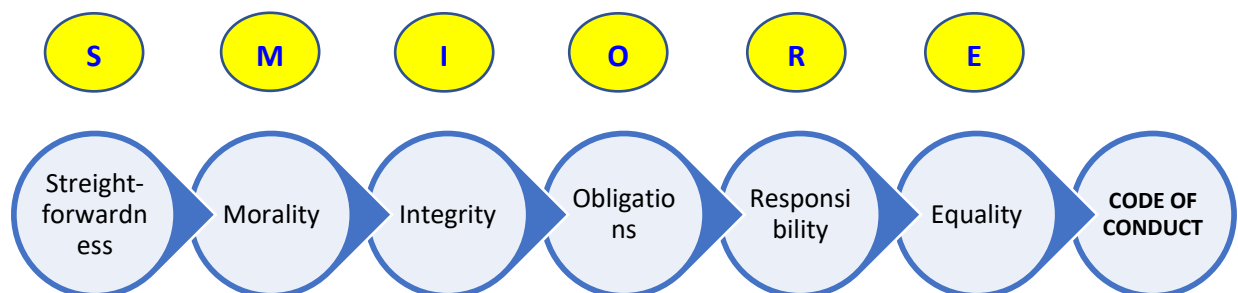 S M I O R E
Streight-
forwardn
ess
Morality
Integrity
Obligatio
ns
Responsi
bility
Equality
CODE OF
CONDUCT